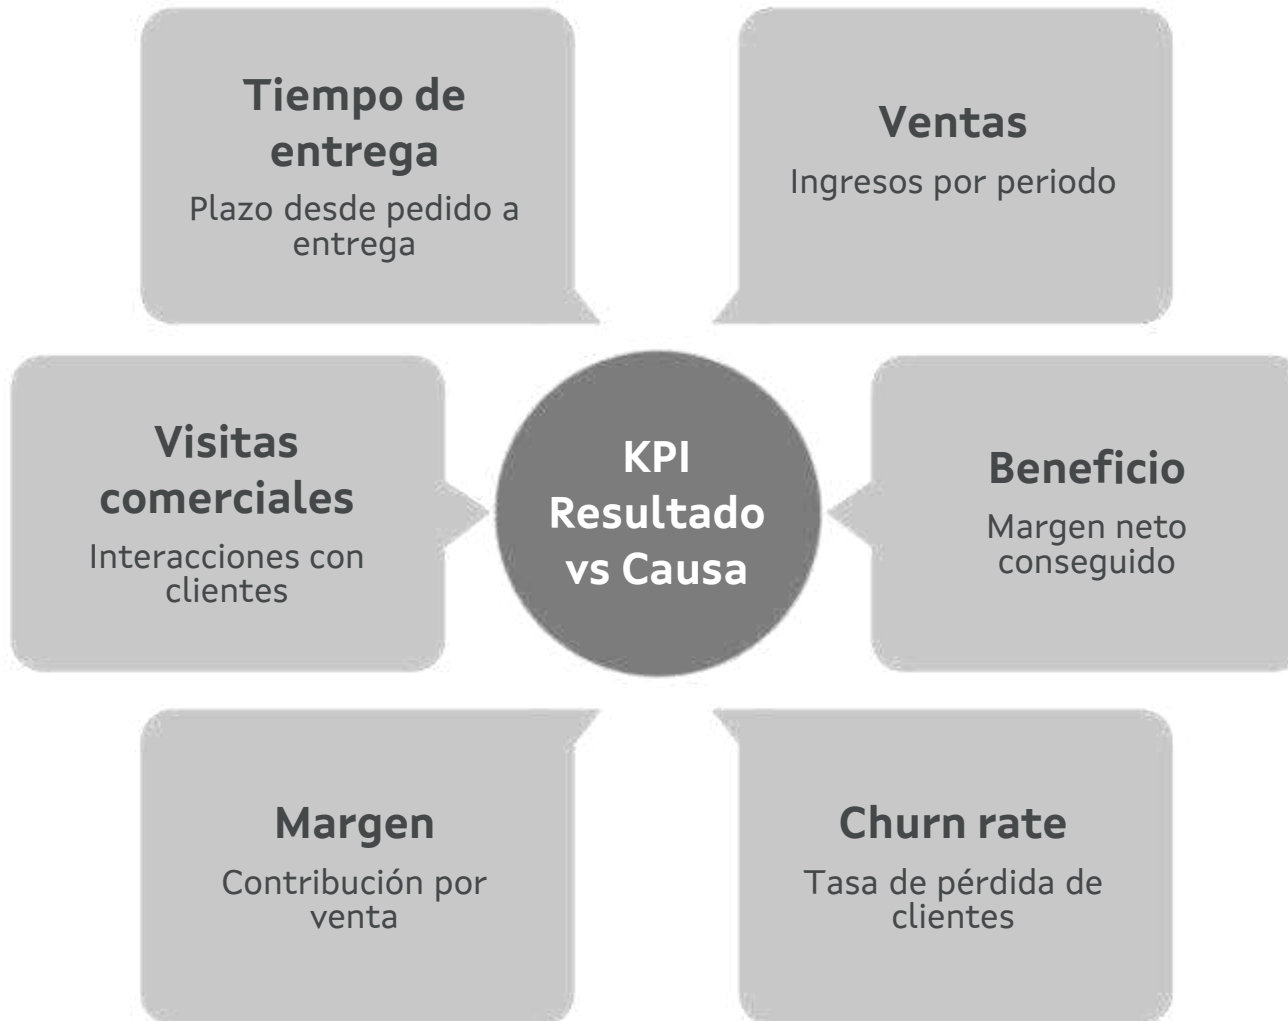 Tiempo de
entrega
Plazo desde pedido a
entrega
Ventas
Ingresos por periodo
Visitas
comerciales
Interacciones con
clientes
KPI
Resultado
vs Causa
Beneficio
Margen neto
conseguido
Margen
Contribución por
venta
Churn rate
Tasa de pérdida de
clientes